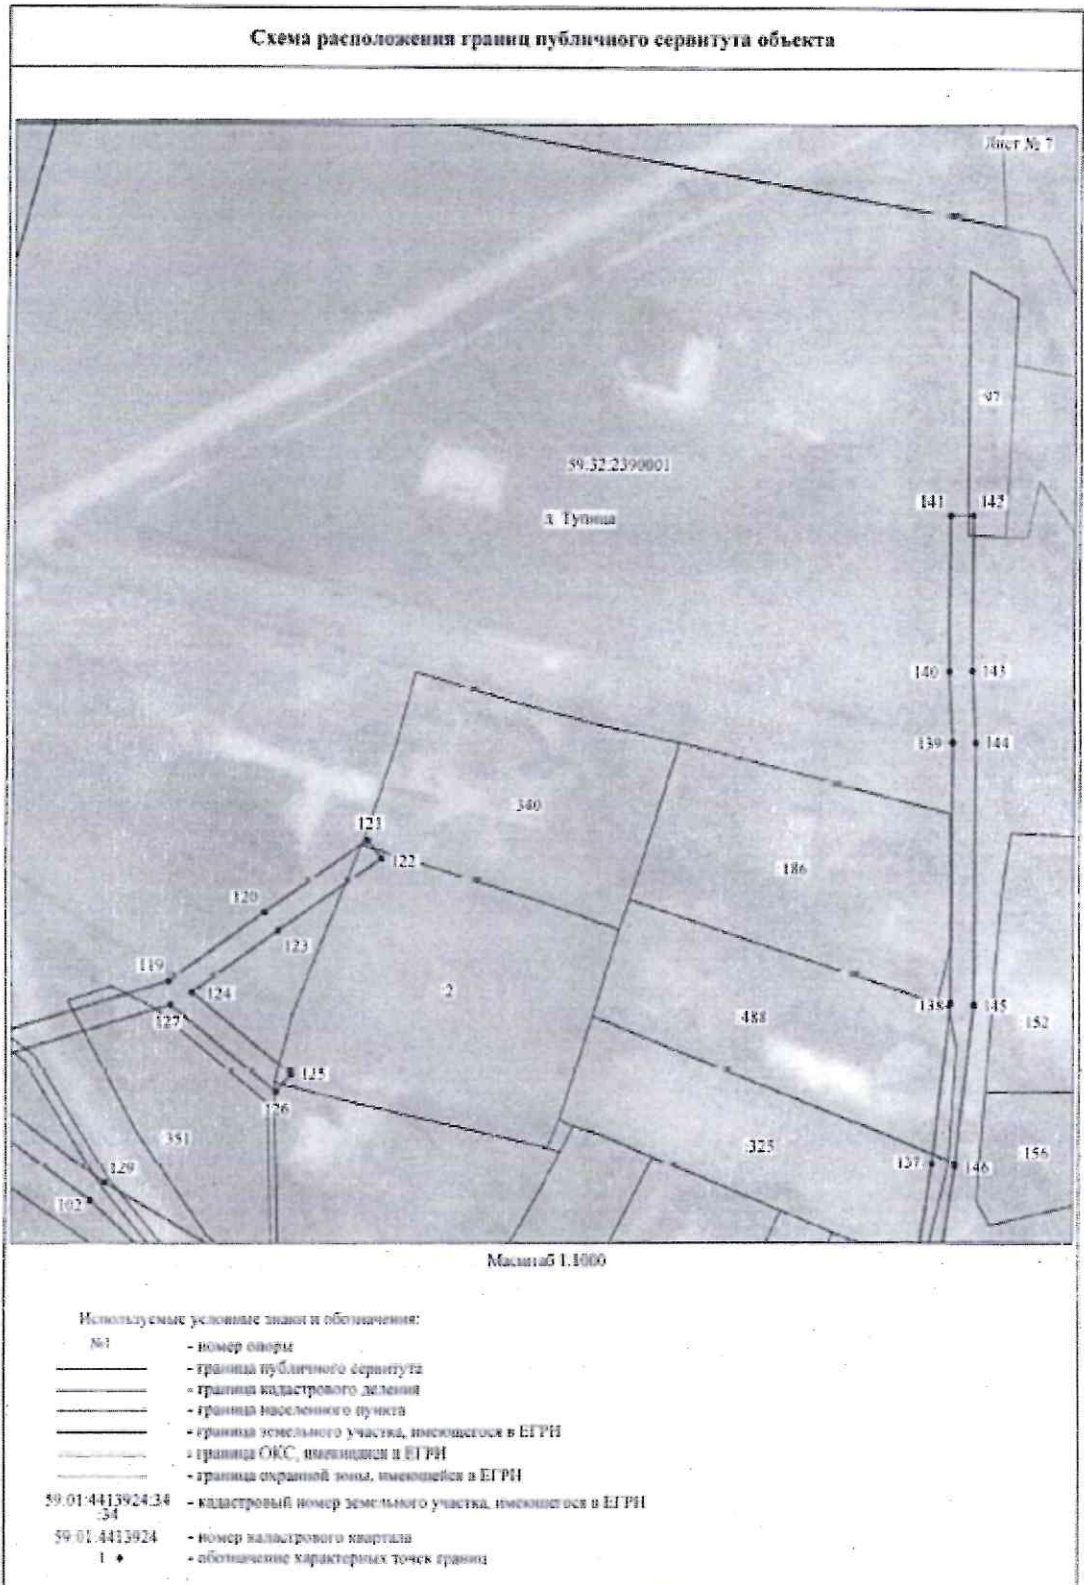 Схема расположения границ публичного сервитута объекта
Лист № 7
97
59:32:2390001
д. Тупица
141
142
140
143
139
144
340
121
122
186
120
123
119
124
2
127
138
145
488
152
125
126
351
325
137
146
156
129
102
Масштаб 1:1000
Используемые условные знаки и обозначения:
№1 - номер опоры
- граница публичного сервитута
- граница кадастрового деления
- граница населенного пункта
- граница земельного участка, имеющегося в ЕГРН
- граница ОКС, имеющаяся в ЕГРН
- граница охранной зоны, имеющейся в ЕГРН
59:01:4413924:34 - кадастровый номер земельного участка, имеющегося в ЕГРН
:34
59:01:4413924 - номер кадастрового квартала
1 - обозначение характерных точек границ